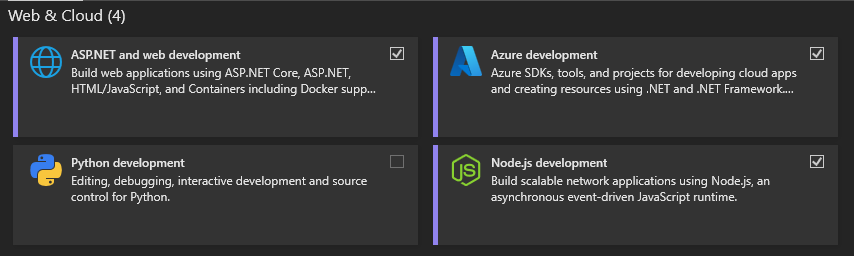 Web & Cloud (4)
ASP.NET and web development
Build web applications using ASP.NET Core, ASP.NET,
HTML/JavaScript, and Containers including Docker supp...
Azure development
Azure SDKs, tools, and projects for developing cloud apps
and creating resources using .NET and .NET Framework....
Python development
Editing, debugging, interactive development and source
control for Python.
JS
Node.js development
Build scalable network applications using Node.js, an
asynchronous event-driven JavaScript runtime.